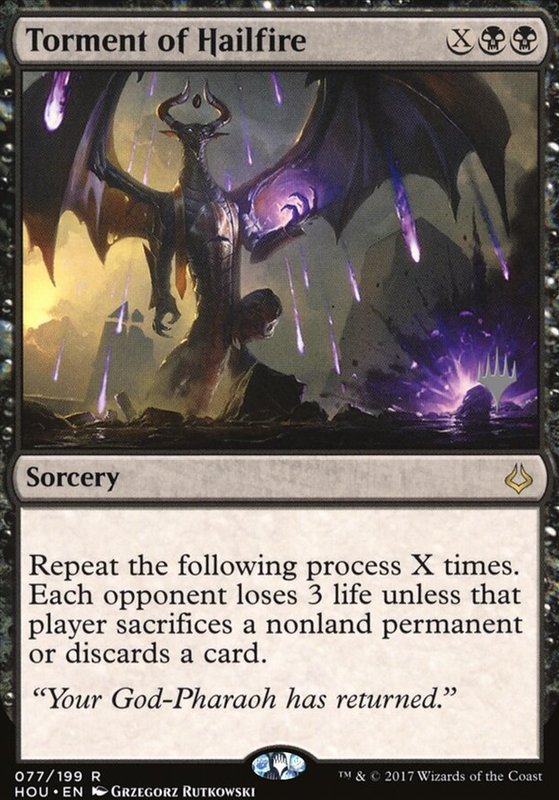 Torment of Hailfire X
Sorcery
Repeat the following process X times.
Each opponent loses 3 life unless that
player sacrifices a nonland permanent
or discards a card.
“Your God-Pharaoh has returned.”
077/199 R
HOU • EN Grzegorz Rutkowski
™ & © 2017 Wizards of the Coast